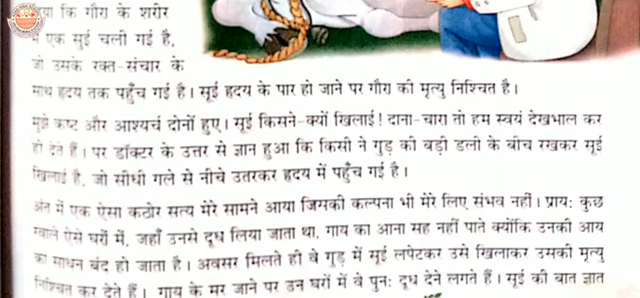 कि गौरा के शरीर
में एक सुई चली गई है,
जो उसके रक्त-संचार के
साथ हृदय तक पहुँच गई है। सूई हृदय के पार हो जाने पर गौरा की मृत्यु निश्चित है।
मुझे कष्ट और आश्यर्च दोनों हुए। सूई किसने-क्यों खिलाई! दाना-चारा तो हम स्वयं देखभाल कर
ही देते हैं। पर डॉक्टर के उत्तर से ज्ञान हुआ कि किसी ने गुड़ की बड़ी डली के बीच रखकर सूई
खिलाई है, जो सीधी गले से नीचे उतरकर हृदय में पहुँच गई है।
अंत में एक ऐसा कठोर सत्य मेरे सामने आया जिसकी कल्पना भी मेरे लिए संभव नहीं। प्राय: कुछ
ग्वाले ऐसे घरों में, जहाँ उनसे दूध लिया जाता था, गाय का आना सह नहीं पाते क्योंकि उनकी आय
का साधन बंद हो जाता है। अवसर मिलते ही वे गुड़ में सूई लपेटकर उसे खिलाकर उसकी मृत्यु
निश्चित कर देते हैं। गाय के मर जाने पर उन घरों में वे पुन: दूध देने लगते हैं। सूई की बात ज्ञात